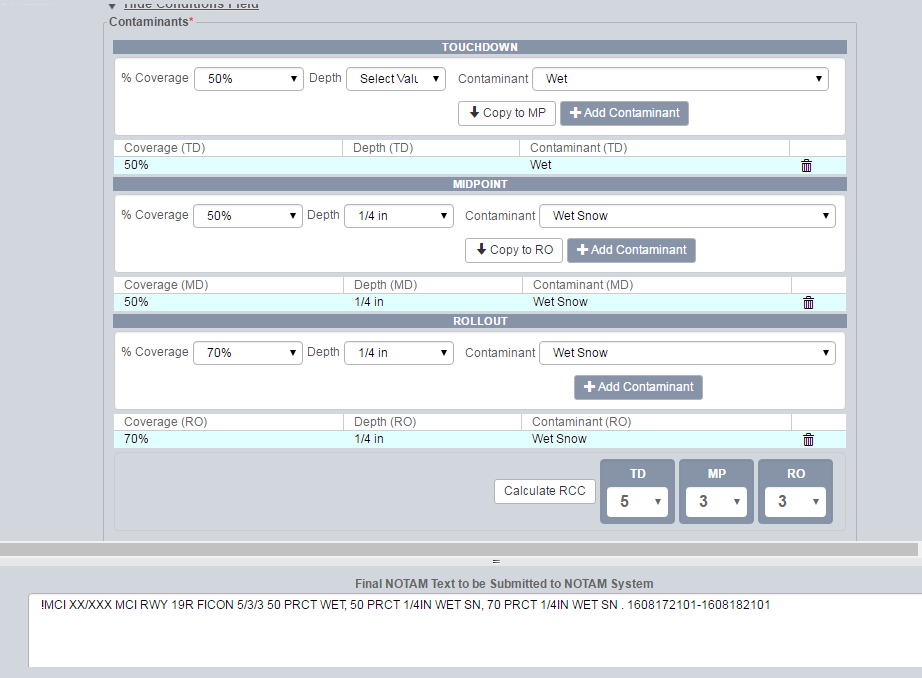 ▼ Hide Conditions Field
Contaminants*
TOUCHDOWN
% Coverage 50% Depth Select Valu Contaminant Wet
Copy to MP Add Contaminant
Coverage (TD) Depth (TD) Contaminant (TD)
50% Wet
MIDPOINT
% Coverage 50% Depth 1/4 in Contaminant Wet Snow
Copy to RO Add Contaminant
Coverage (MD) Depth (MD) Contaminant (MD)
50% 1/4 in Wet Snow
ROLLOUT
% Coverage 70% Depth 1/4 in Contaminant Wet Snow
Add Contaminant
Coverage (RO) Depth (RO) Contaminant (RO)
70% 1/4 in Wet Snow
TD MP RO
Calculate RCC 5 3 3
Final NOTAM Text to be Submitted to NOTAM System
!MCI XX/XXX MCI RWY 19R FICON 5/3/3 50 PRCT WET, 50 PRCT 1/4IN WET SN, 70 PRCT 1/4IN WET SN . 1608172101-1608182101